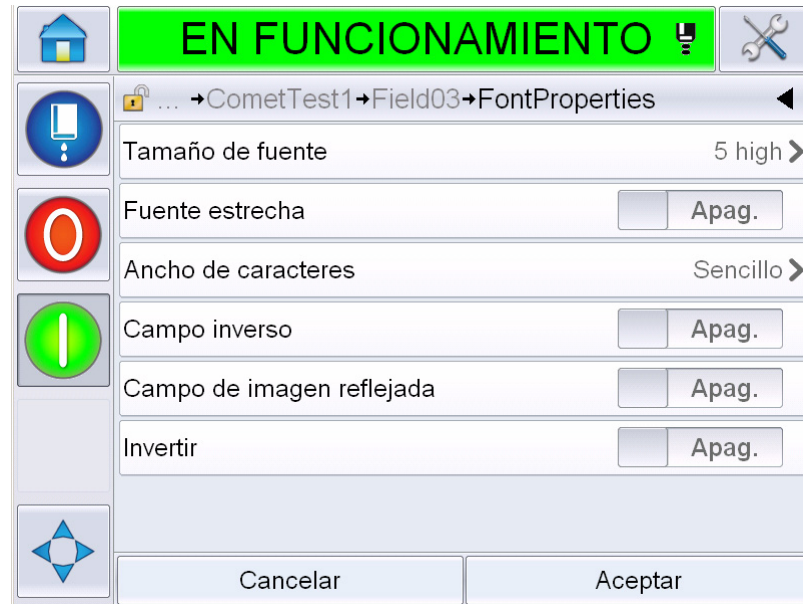 EN FUNCIONAMIENTO
... →CometTest1→Field03→FontProperties
Tamaño de fuente 5 high
Fuente estrecha Apag.
Ancho de caracteres Sencillo
Campo inverso Apag.
Campo de imagen reflejada Apag.
Invertir Apag.
Cancelar Aceptar